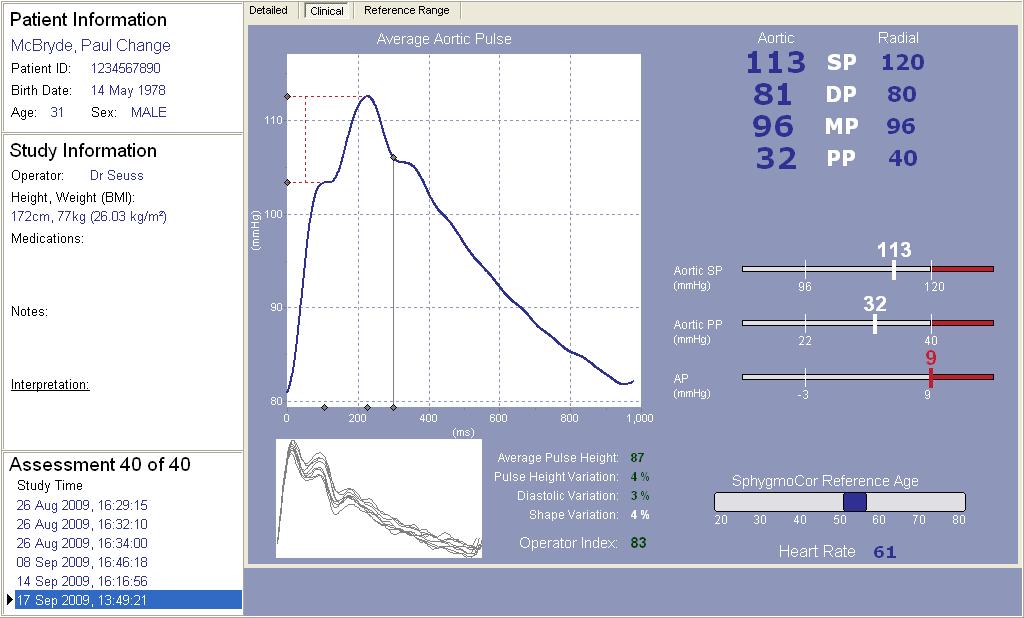 Patient Information
McBryde, Paul Change
Patient ID: 1234567890
Birth Date: 14 May 1978
Age: 31 Sex: MALE
Study Information
Operator: Dr Seuss
Height, Weight (BMI):
172cm, 77kg (26.03 kg/m²)
Medications:
Notes:
Interpretation:
Assessment 40 of 40
Study Time
26 Aug 2009, 16:29:15
26 Aug 2009, 16:32:10
26 Aug 2009, 16:34:00
08 Sep 2009, 16:46:18
14 Sep 2009, 16:16:56
17 Sep 2009, 13:49:21
Detailed Clinical Reference Range
Average Aortic Pulse
110
100
90
80
(mmHg)
0 200 400 600 800 1,000
(ms)
Average Pulse Height: 87
Pulse Height Variation: 4 %
Diastolic Variation: 3 %
Shape Variation: 4 %
Operator Index: 83
Aortic Radial
113 SP 120
81 DP 80
96 MP 96
32 PP 40
113
Aortic SP
(mmHg) 96 120
32
Aortic PP
(mmHg) 22 40
9
AP
(mmHg) -3 9
SphygmoCor Reference Age
20 30 40 50 60 70 80
Heart Rate 61